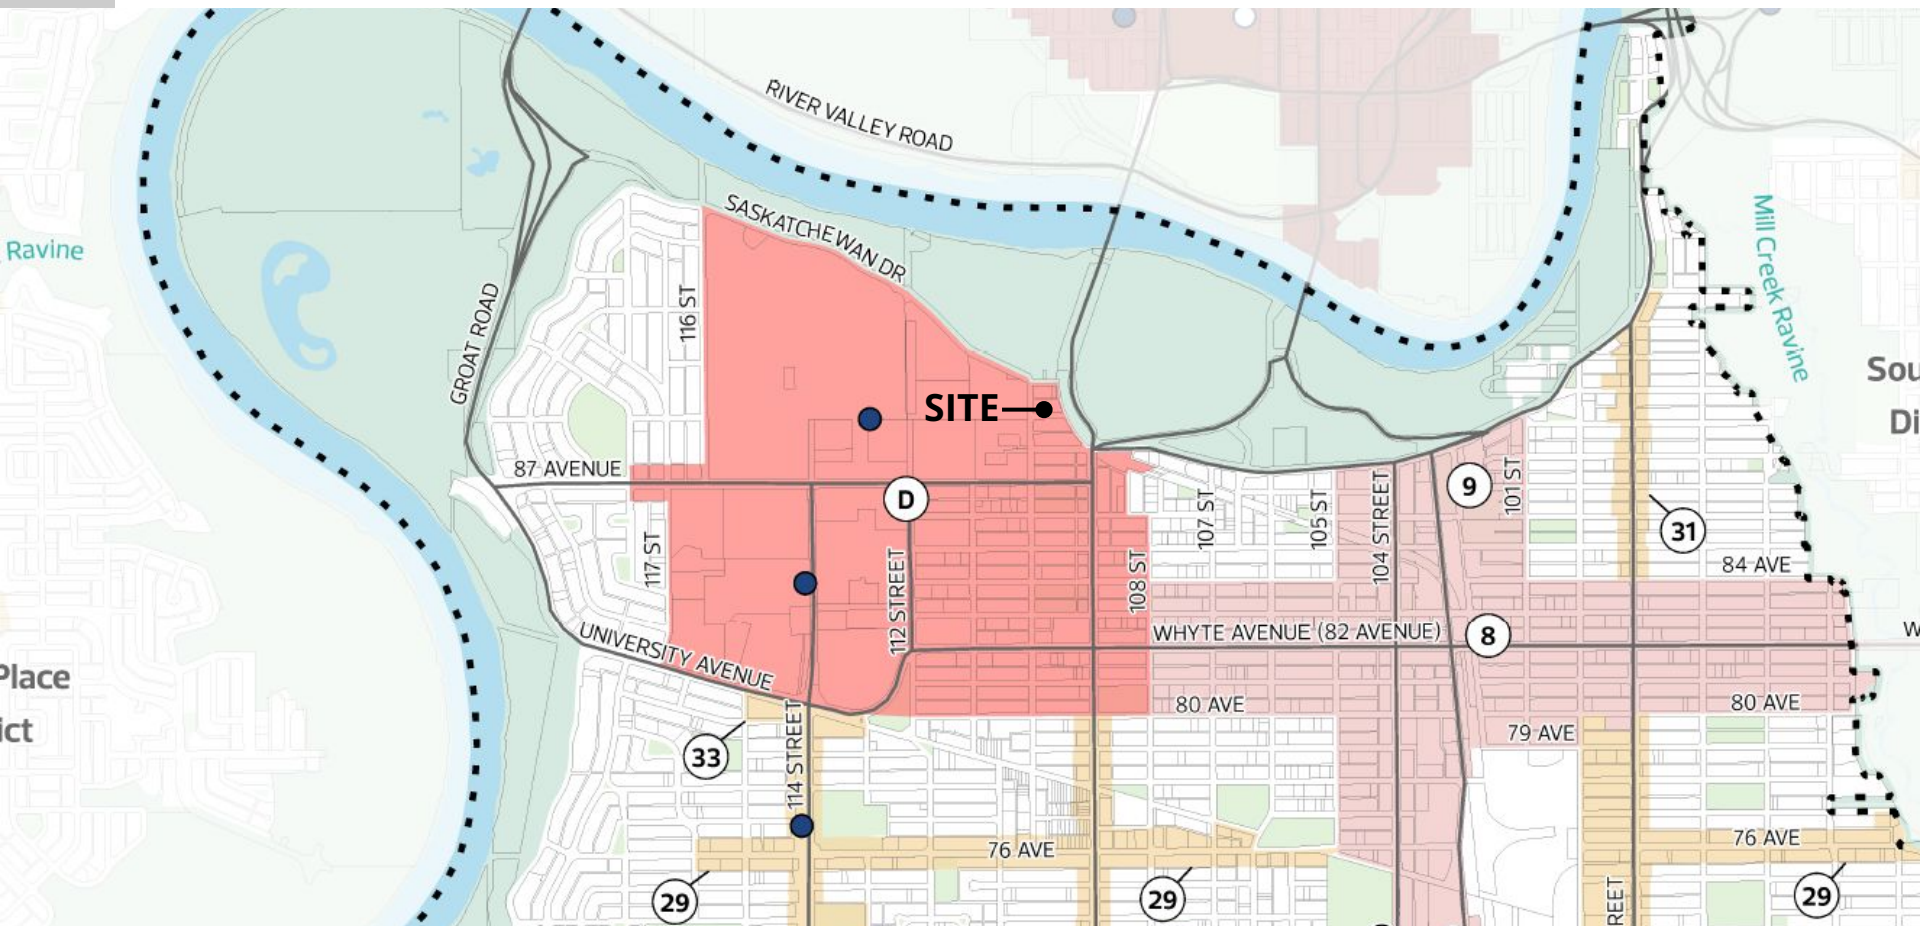 RIVER VALLEY ROAD
Ravine
SASKATCHEWAN DR
Mill Creek Ravine
116 ST
GROAT ROAD
Sou
Di
SITE
87 AVENUE
D
9
101 ST
107 ST
105 ST
104 STREET
31
117 ST
112 STREET
108 ST
84 AVE
UNIVERSITY AVENUE
WHYTE AVENUE (82 AVENUE)
8
W
Place
ict
80 AVE
80 AVE
79 AVE
33
114 STREET
76 AVE
76 AVE
29
29
29
REET